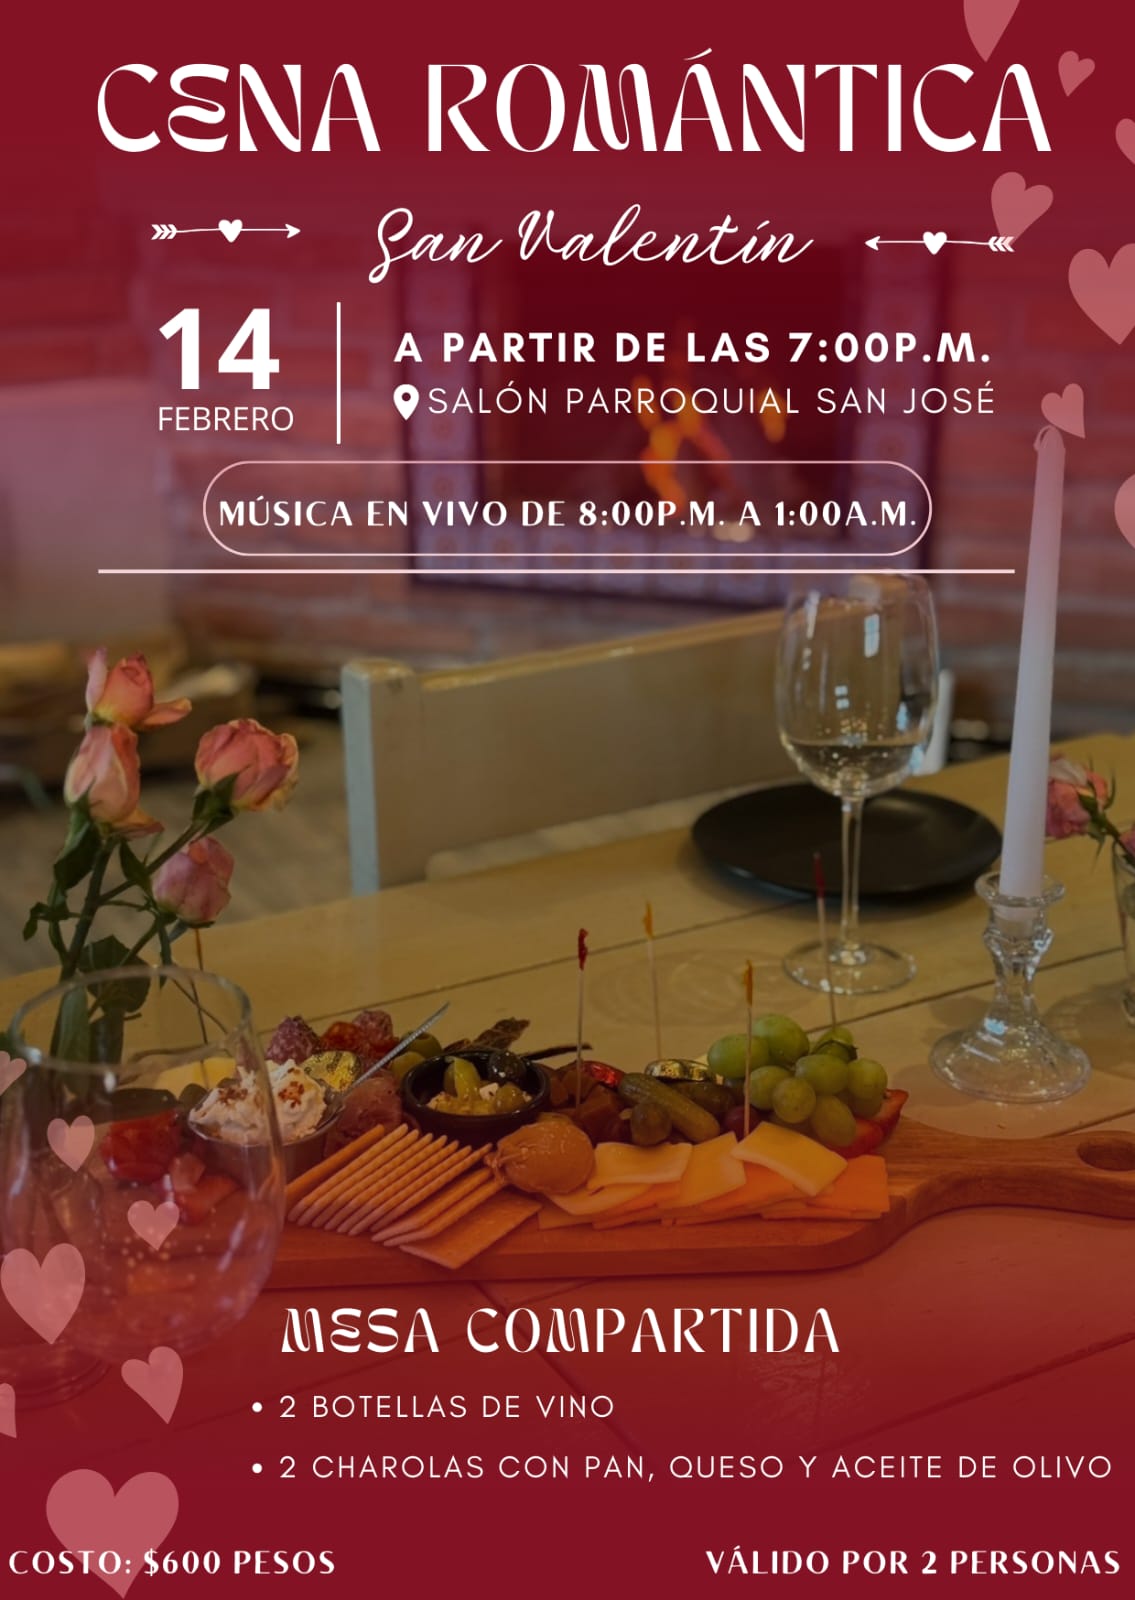 CENA ROMÁNTICA
San Valentín
14
FEBRERO
A PARTIR DE LAS 7:00P.M.
SALÓN PARROQUIAL SAN JOSÉ
MÚSICA EN VIVO DE 8:00P.M. A 1:00A.M.
MESA COMPARTIDA
• 2 BOTELLAS DE VINO
• 2 CHAROLAS CON PAN, QUESO Y ACEITE DE OLIVO
COSTO: $600 PESOS
VÁLIDO POR 2 PERSONAS